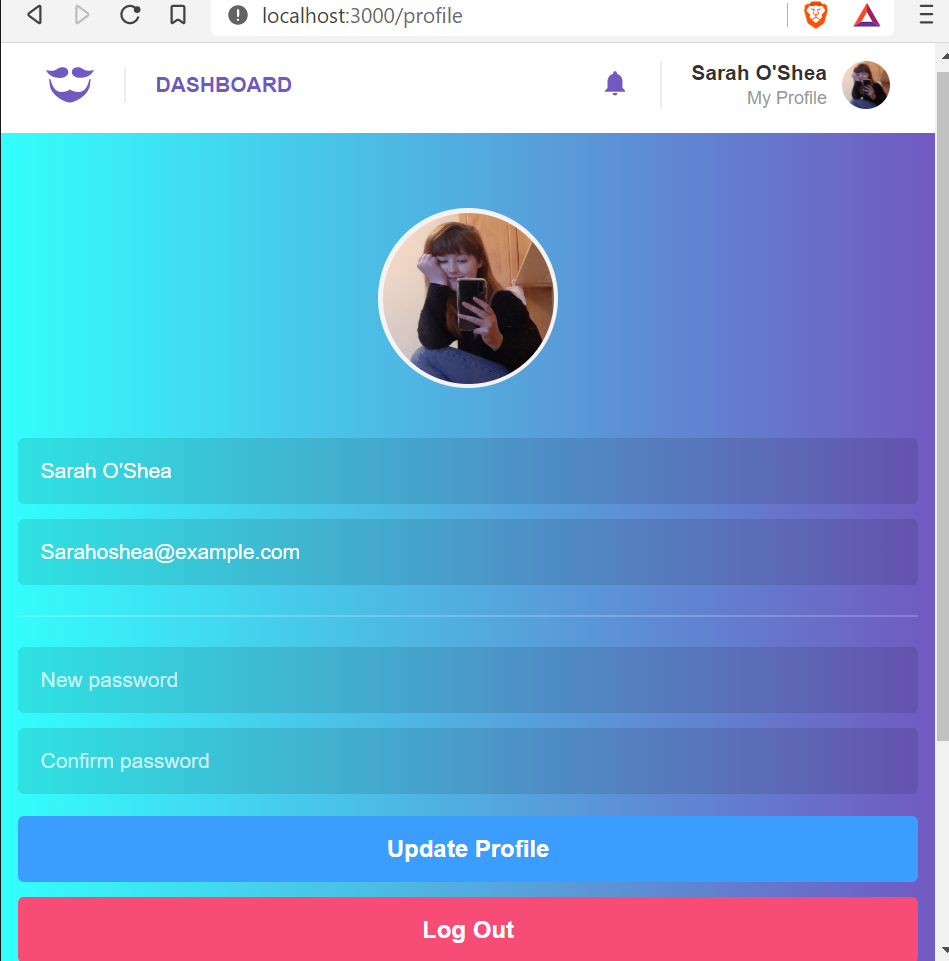 localhost:3000/profile
DASHBOARD
Sarah O'Shea
My Profile
Sarah O'Shea
Sarahoshea@example.com
New password
Confirm password
Update Profile
Log Out